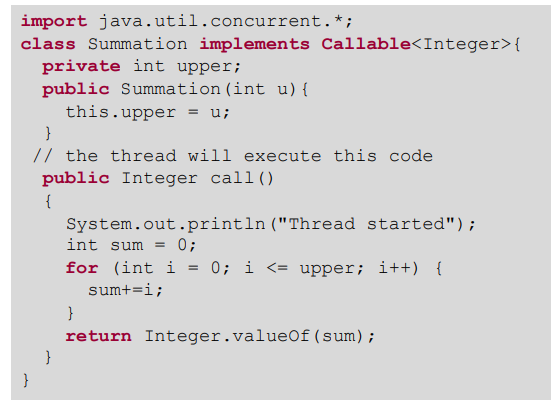 import java.util.concurrent.*;
class Summation implements Callable<Integer>{
private int upper;
public Summation(int u){
this.upper = u;
}
// the thread will execute this code
public Integer call()
{
System.out.println("Thread started");
int sum = 0;
for (int i = 0; i <= upper; i++) {
sum+=i;
}
return Integer.valueOf(sum);
}
}